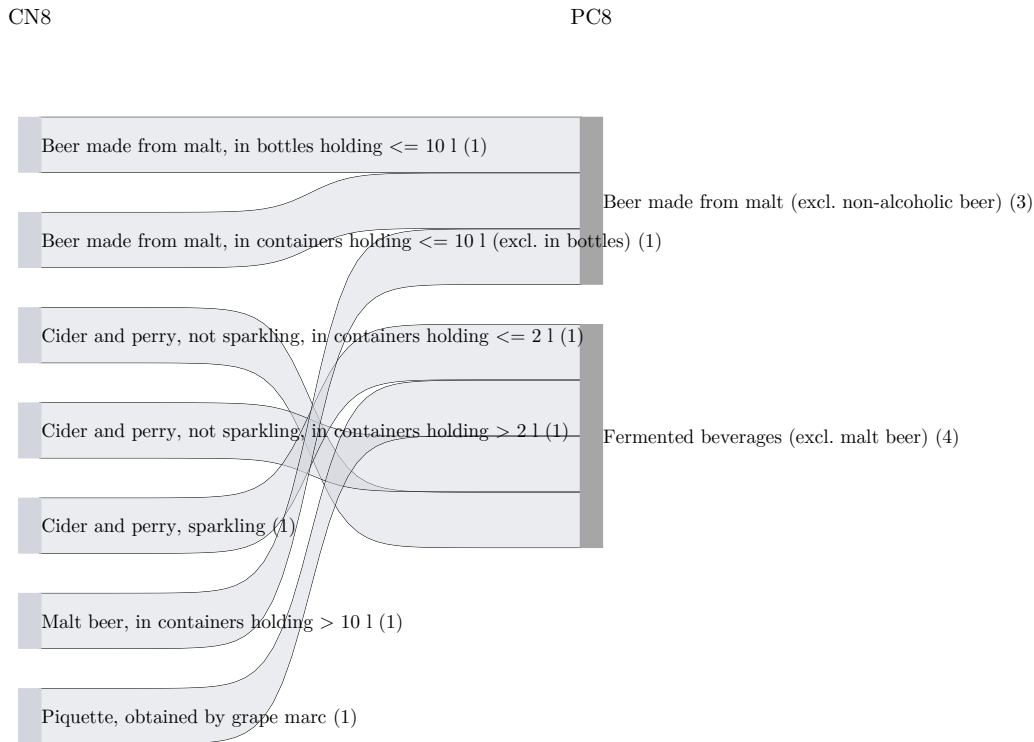 CN8
PC8
Beer made from malt, in bottles holding <= 10 l (1)
Beer made from malt (excl. non-alcoholic beer) (3)
Beer made from malt, in containers holding <= 10 l (excl. in bottles) (1)
Cider and perry, not sparkling, in containers holding <= 2 l (1)
Cider and perry, not sparkling, in containers holding > 2 l (1)
Fermented beverages (excl. malt beer) (4)
Cider and perry, sparkling (1)
Malt beer, in containers holding > 10 l (1)
Piquette, obtained by grape marc (1)